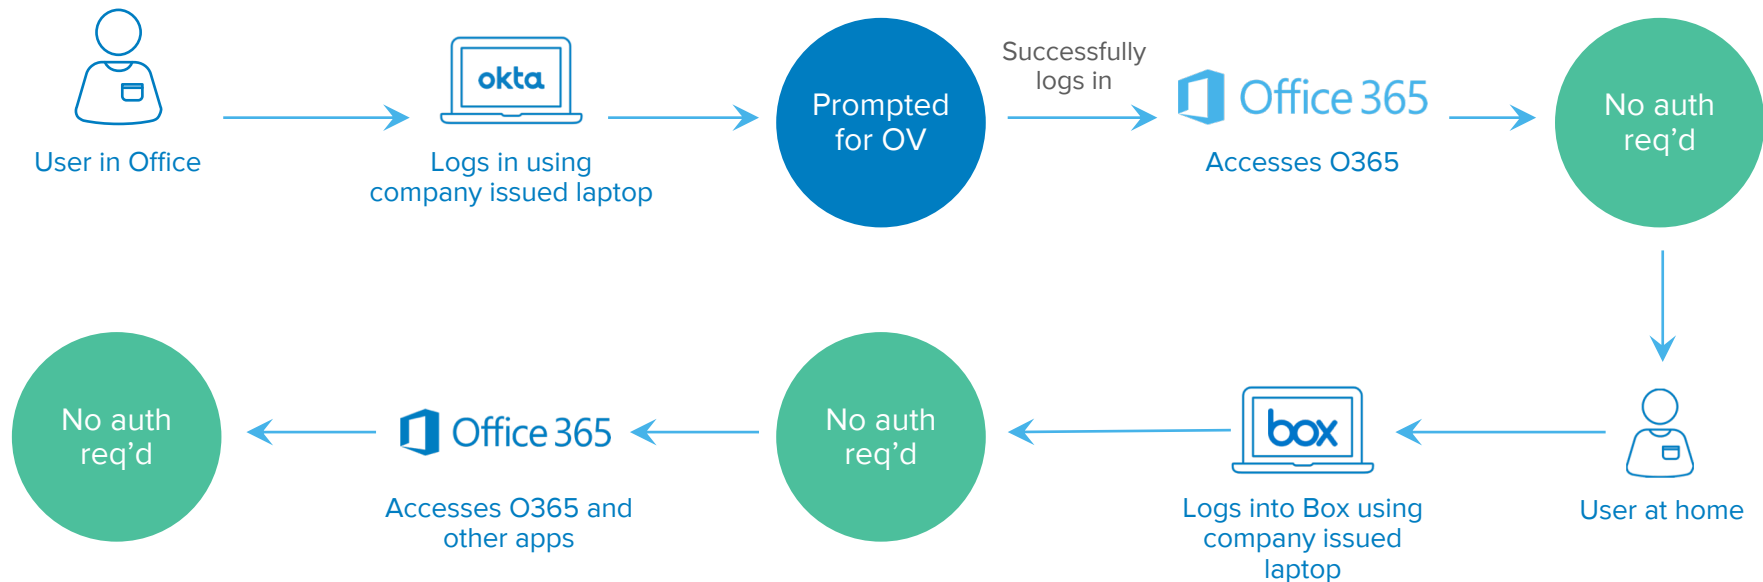 okta
User in Office
Logs in using
company issued laptop
Prompted
for OV
Successfully
logs in
Office 365
Accesses O365
No auth
req’d
User at home
box
Logs into Box using
company issued
laptop
No auth
req’d
Office 365
Accesses O365 and
other apps
No auth
req’d